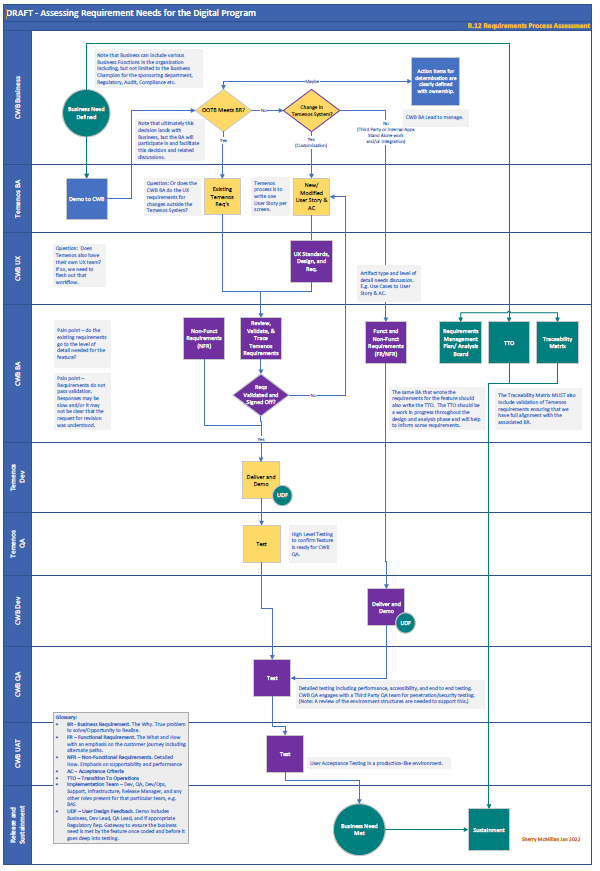 DRAFT - Assessing Requirement Needs for the Digital Program
R.12 Requirements Process Assessment
CWB Business
Note that Business can include various
Business Functions in the organization
including, but not limited to the Business
Champion for the sponsoring department,
Regulatory, Audit, Compliance etc.
Maybe
Action Items for
determination are
clearly defined
with ownership.
Business Need
Defined
OOTB Meets BR?
No
Change in
Temenos System?
CWB BA Lead to manage.
Note that ultimately this
decision lands with
Business, but the BA will
participate in and facilitate
this decision and related
discussions.
Yes
Yes
(Customization)
No
(Third Party or Internal Apps
Stand Alone work
and/or Integration)
Temenos BA
Demo to CWB
Question: Or does the
CWB BA do the UX
requirements for
changes outside the
Temenos System?
Existing
Temenos
Req's
Temenos
process is to
write one
User Story per
screen.
New/
Modified
User Story &
AC
CWB UX
Question: Does
Temenos also have
their own UX team? If
so, we need to
flesh out that
workflow.
UX Standards,
Design, and
Req.
Artifact type and level of
detail needs discussion.
E.g. Use Cases to User
Story & AC.
CWB BA
Pain point – do the
existing requirements
go to the level of
detail needed for the
feature?
Non-Funct
Requirements
(NFR)
Review,
Validate, &
Trace
Temenos
Requirements
Funct and
Non-Funct
Requirements
(FR/NFR)
Requirements
Management
Plan/ Analysis
Board
TTO
Traceability
Matrix
Pain point –
Requirements do not
pass validation.
Responses may be
slow and/or it may
not be clear that the
request for revision
was understood.
Reqs
Validated and
Signed Off?
No
The same BA that wrote the
requirements for the feature should
also write the TTO. The TTO should be
a work in progress throughout the
design and analysis phase and will help
to inform some requirements.
The Traceability Matrix MUST also
include validation of Temenos
requirements ensuring that we
have full alignment with the
associated BR.
Yes
Temenos
Dev
Deliver and
Demo
UDF
Temenos
QA
Test
High Level Testing
to confirm feature
is ready for CWB
QA.
CWB Dev
Deliver and
Demo
UDF
CWB QA
Test
Detailed testing including performance, accessibility, and end to end testing.
CWB QA engages with a Third Party QA team for penetration/security testing.
(Note: A review of the environment structures are needed to support this.)
CWB UAT
Test
User Acceptance Testing is a production-like environment.
Glossary:
• BR - Business Requirement. The Why. True problem
to solve/Opportunity to Realize.
• FR – Functional Requirement. The What and How
with an emphasis on the customer journey including
alternate paths.
• NFR – Non-Functional Requirements. Detailed
How. Emphasis on supportability and performance
• AC – Acceptance Criteria
• TTO – Transition To Operations
• Implementation Team – Dev, QA, Dev/Ops,
Support, Infrastructure, Release Manager, and any
other roles present for that particular team, e.g.
BAS
• UDF – User Design Feedback. Demo includes
Business, Dev Lead, QA Lead, and if appropriate
Regulatory Rep. Gateway to ensure the business
need is met by the feature once coded and before it
goes deep into testing.
Release and
Sustainment
Business Need
Met
Sustainment
Sherry McMillan Jan 2022